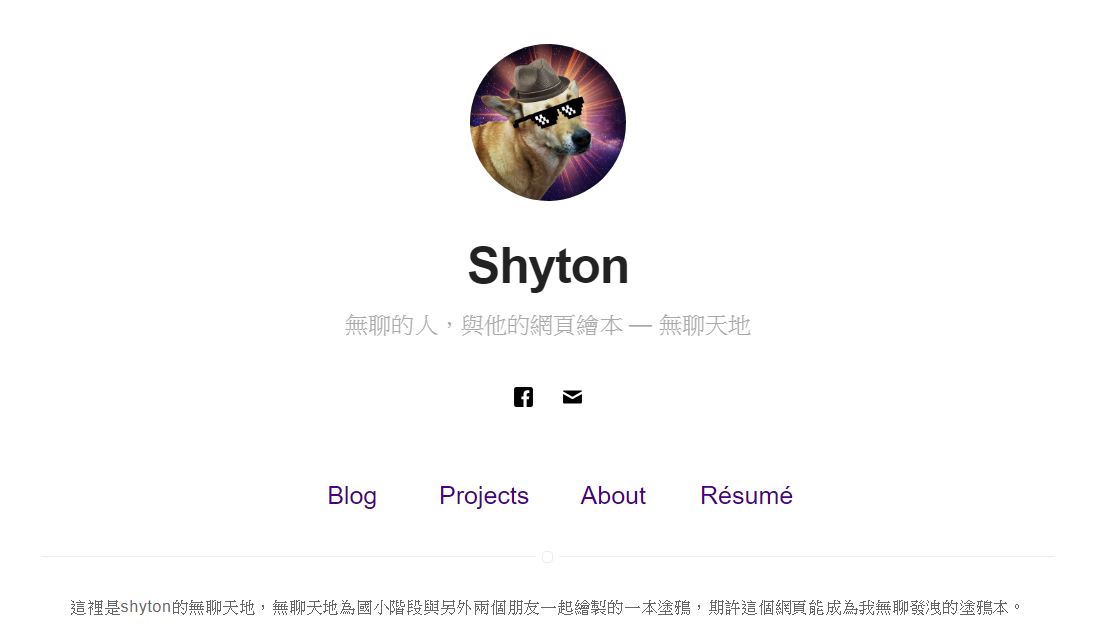 Shyton
無聊的人，與他的網頁繪本 — 無聊天地
Blog Projects About Résumé
這裡是shyton的無聊天地，無聊天地為國小階段與另外兩個朋友一起繪製的一本塗鴉，期許這個網頁能成為我無聊發洩的塗鴉本。